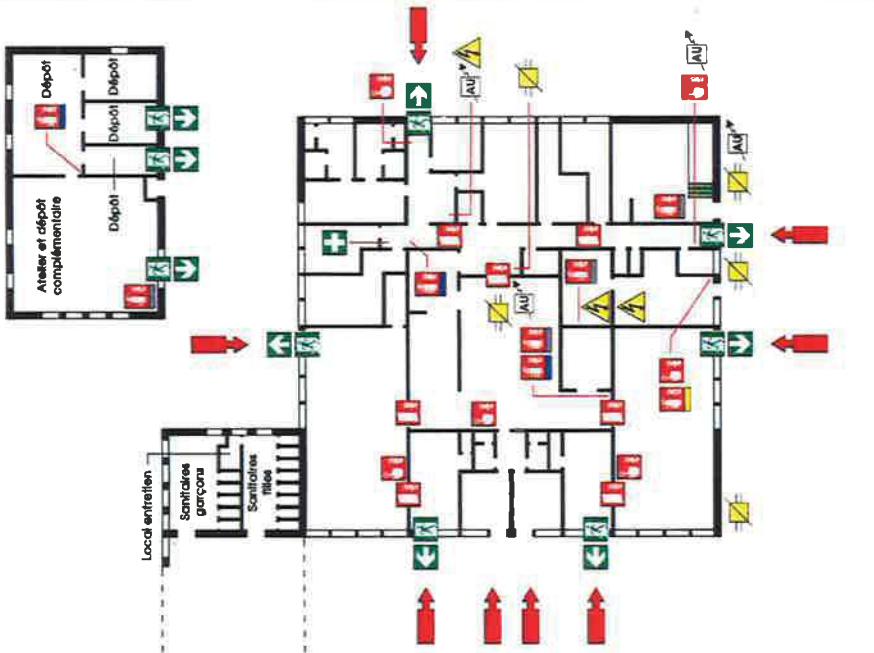 Dépôt
Dépôt
Dépôt
Dépôt
Atelier et dépôt
complémentaire
AU
AU
AU
AU
Local entretien
Sanitaires
garçons
Sanitaires
filles